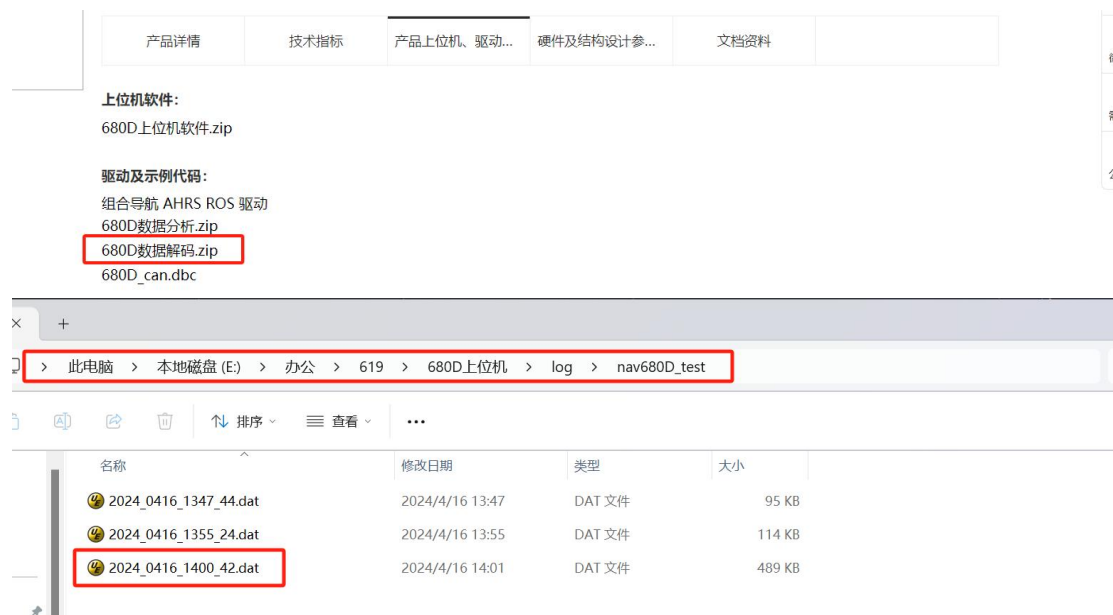 产品详情 技术指标 产品上位机、驱动... 硬件及结构设计参... 文档资料
上位机软件：
680D上位机软件.zip
驱动及示例代码：
组合导航 AHRS ROS 驱动
680D数据分析.zip
680D数据解码.zip
680D_can.dbc
此电脑 > 本地磁盘 (E:) > 办公 > 619 > 680D上位机 > log > nav680D_test
排序 查看 ...
名称 修改日期 类型 大小
2024_0416_1347_44.dat 2024/4/16 13:47 DAT 文件 95 KB
2024_0416_1355_24.dat 2024/4/16 13:55 DAT 文件 114 KB
2024_0416_1400_42.dat 2024/4/16 14:01 DAT 文件 489 KB